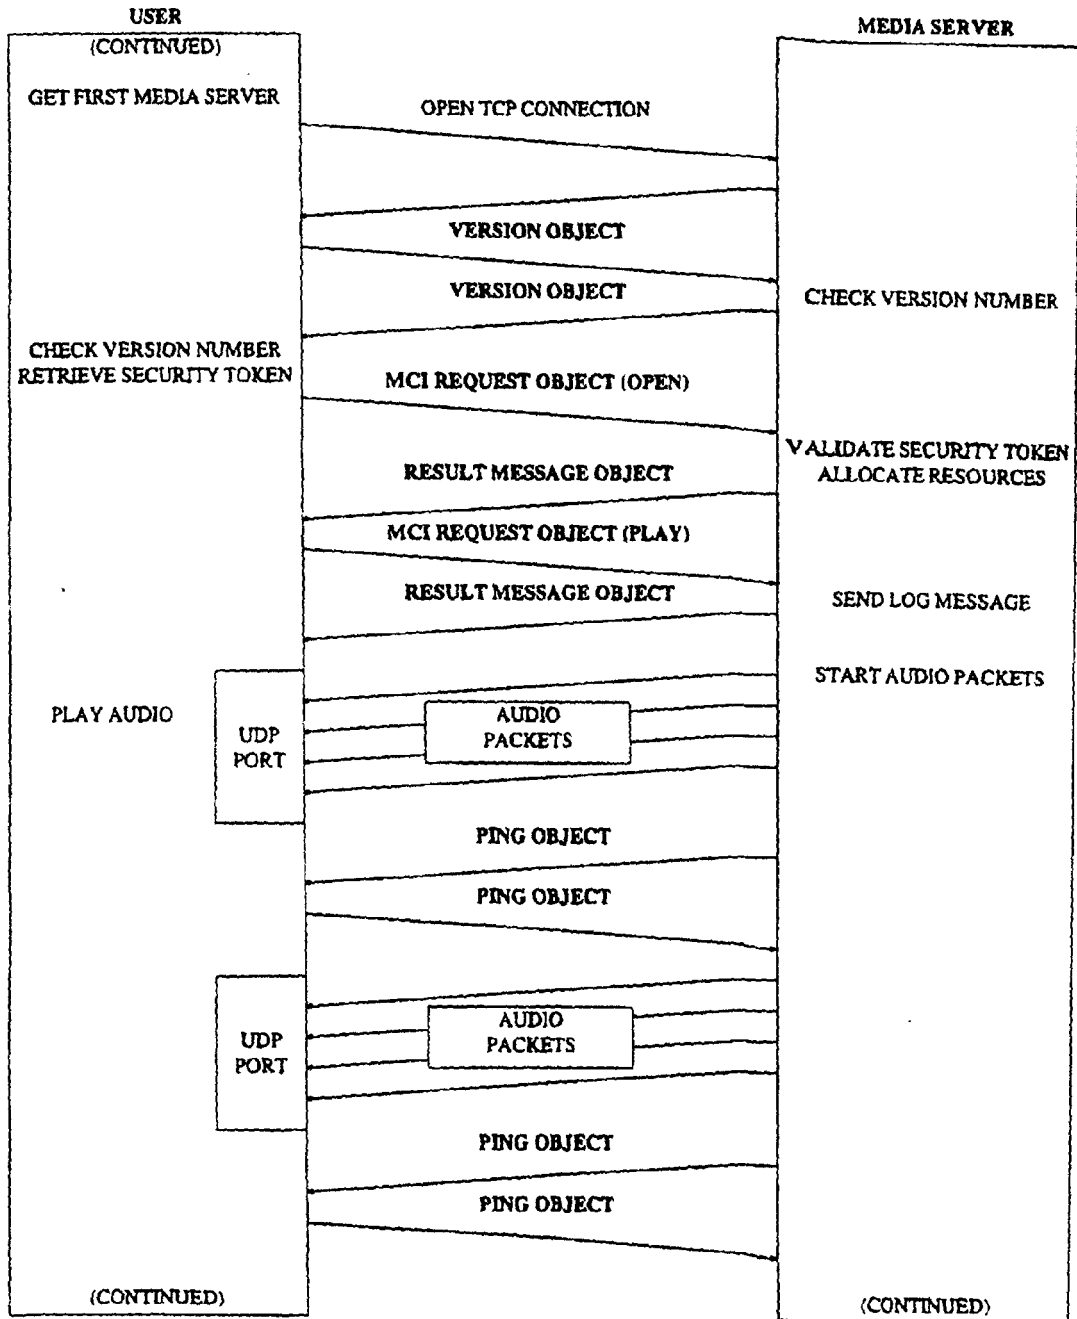 USER
MEDIA SERVER
(CONTINUED)
GET FIRST MEDIA SERVER
OPEN TCP CONNECTION
VERSION OBJECT
VERSION OBJECT
CHECK VERSION NUMBER
CHECK VERSION NUMBER
RETRIEVE SECURITY TOKEN
MCI REQUEST OBJECT (OPEN)
VALIDATE SECURITY TOKEN
ALLOCATE RESOURCES
RESULT MESSAGE OBJECT
MCI REQUEST OBJECT (PLAY)
RESULT MESSAGE OBJECT
SEND LOG MESSAGE
START AUDIO PACKETS
PLAY AUDIO
UDP
PORT
AUDIO
PACKETS
PING OBJECT
PING OBJECT
UDP
PORT
AUDIO
PACKETS
PING OBJECT
PING OBJECT
(CONTINUED)
(CONTINUED)